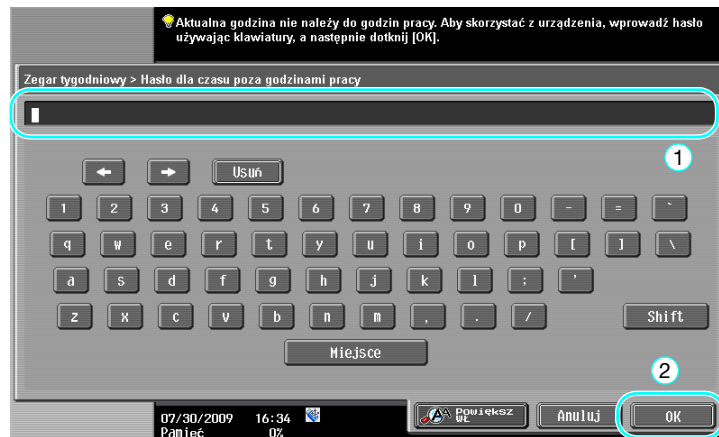 Aktualna godzina nie należy do godzin pracy. Aby skorzystać z urządzenia, wprowadź hasło
używając klawiatury, a następnie dotknij [OK].
Zegar tygodniowy > Hasło dla czasu poza godzinami pracy
1
← → Usuń
1 2 3 4 5 6 7 8 9 0 - = `
q w e r t y u i o p [ ] \
a s d f g h j k l ; '
z x c v b n m , . / Shift
Miejsce
2
07/30/2009 16:34
Pamięć 0%
Powiększ
WŁ
Anuluj OK